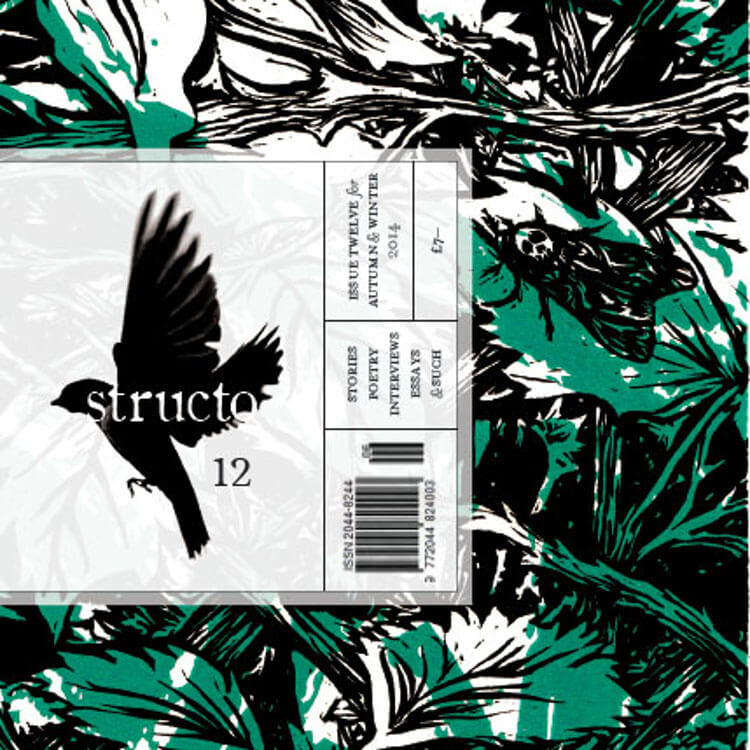 structo
12
ISSUE TWELVE for
AUTUMN & WINTER
2014
£7—
STORIES
POETRY
INTERVIEWS
ESSAYS
& SUCH
ISSN 2044-8244
9 772044 824003